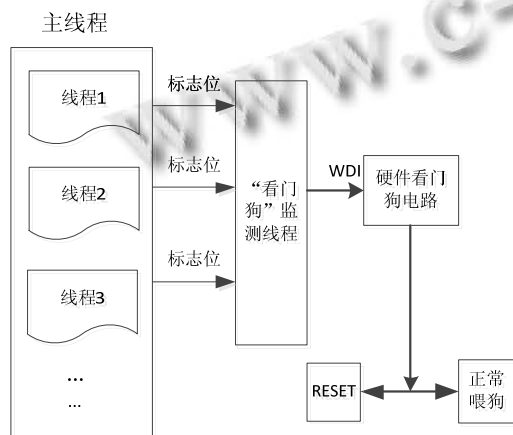 主线程
线程1
线程2
线程3
...
...
标志位
标志位
标志位
“看门
狗”监
测线程
WDI
硬件看门
狗电路
RESET
正常
喂狗
www.c-